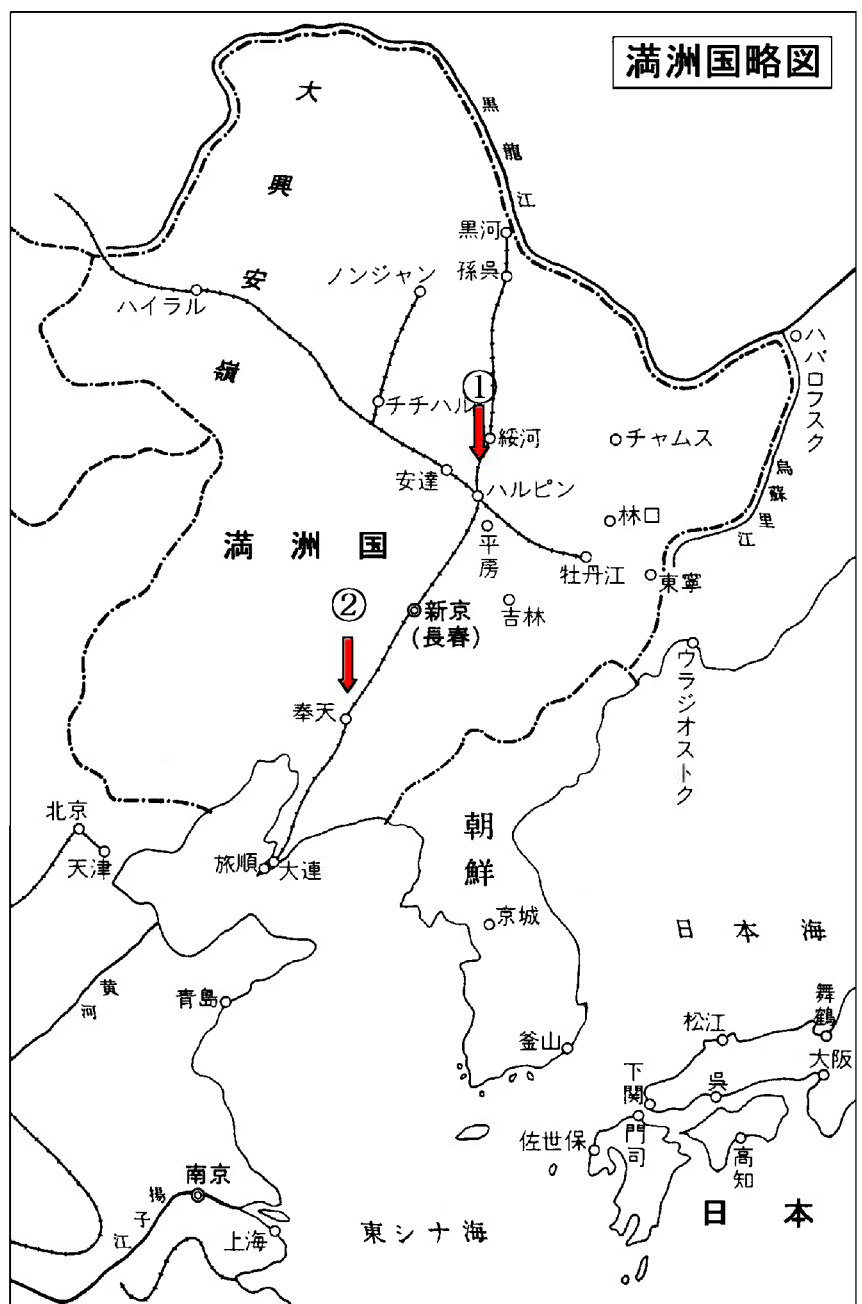 満洲国略図
大興安嶺
黒龍江
黒河
孫呉
ノンジャン
ハイラル
ハバロフスク
①
チチハル
綏河
チャムス
烏蘇里江
安達
ハルピン
林口
満洲国
平房
牡丹江
東寧
②
新京
(長春)
吉林
ウラジオストク
奉天
北京
天津
旅順
大連
朝鮮
京城
日本海
黄河
青島
釜山
松江
舞鶴
大阪
下関
呉
門司
佐世保
高知
南京
揚子江
上海
東シナ海
日本